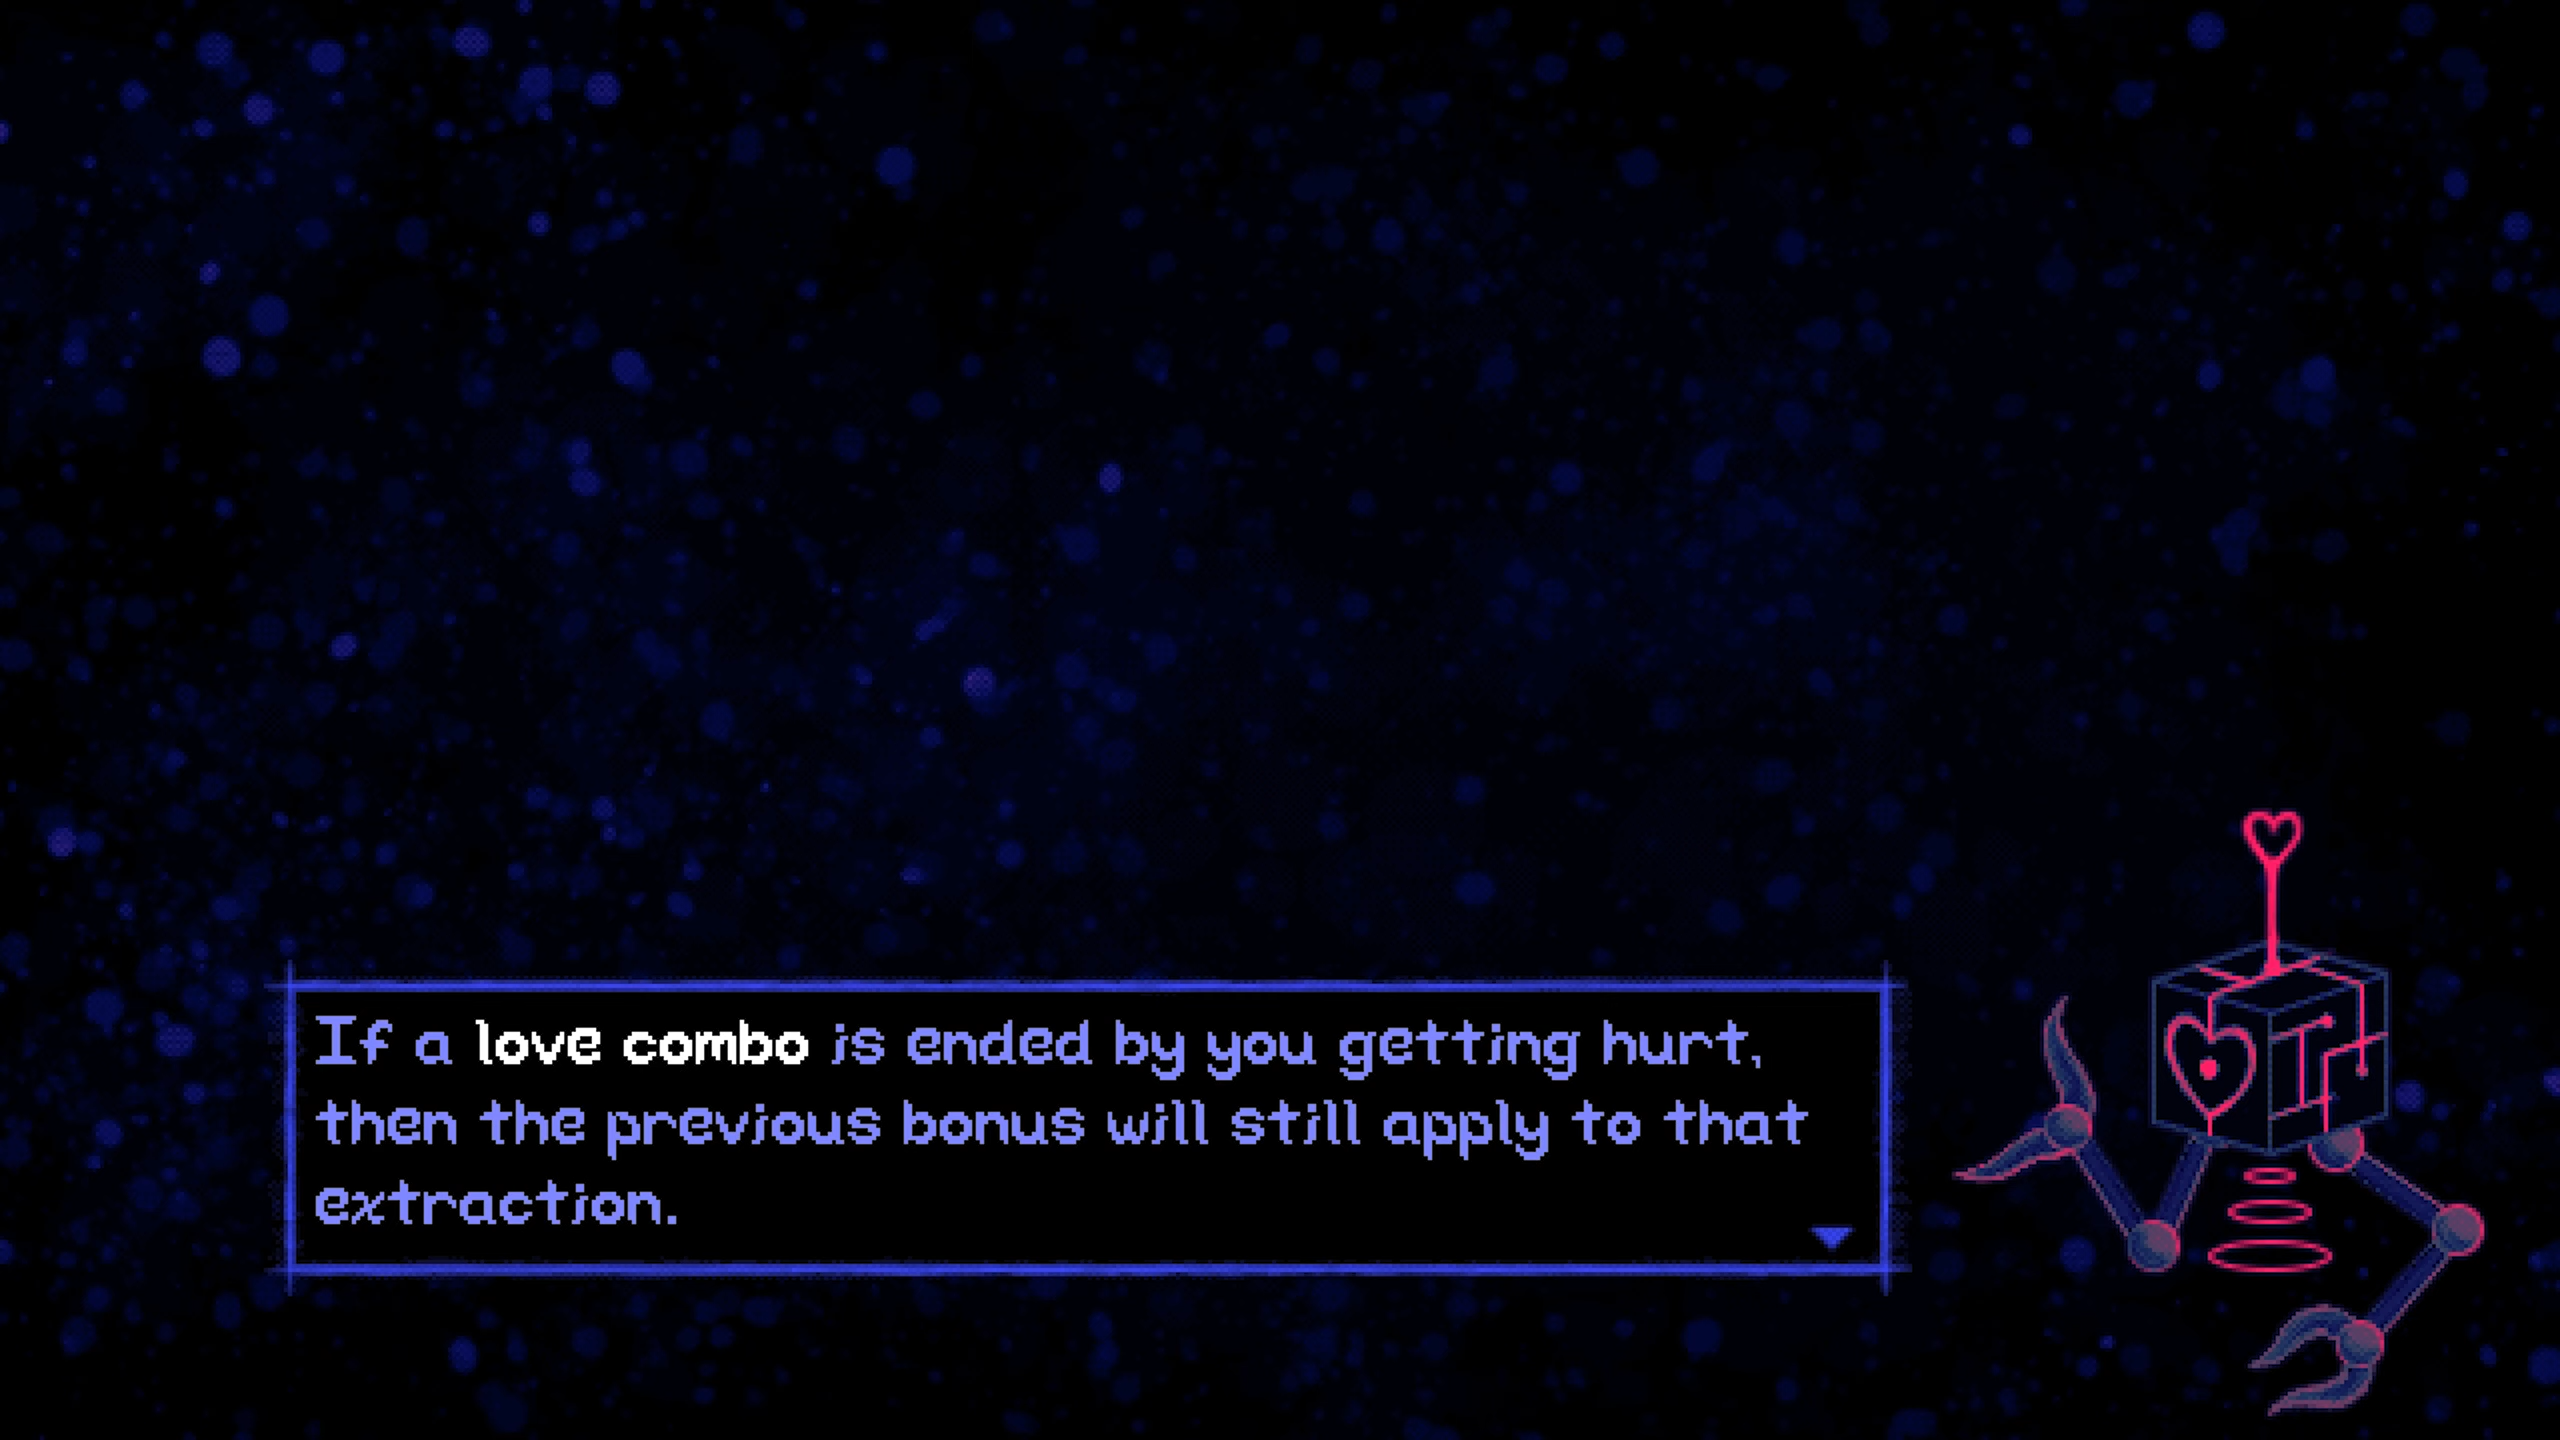 If a love combo is ended by you getting hurt,
then the previous bonus will still apply to that
extraction.